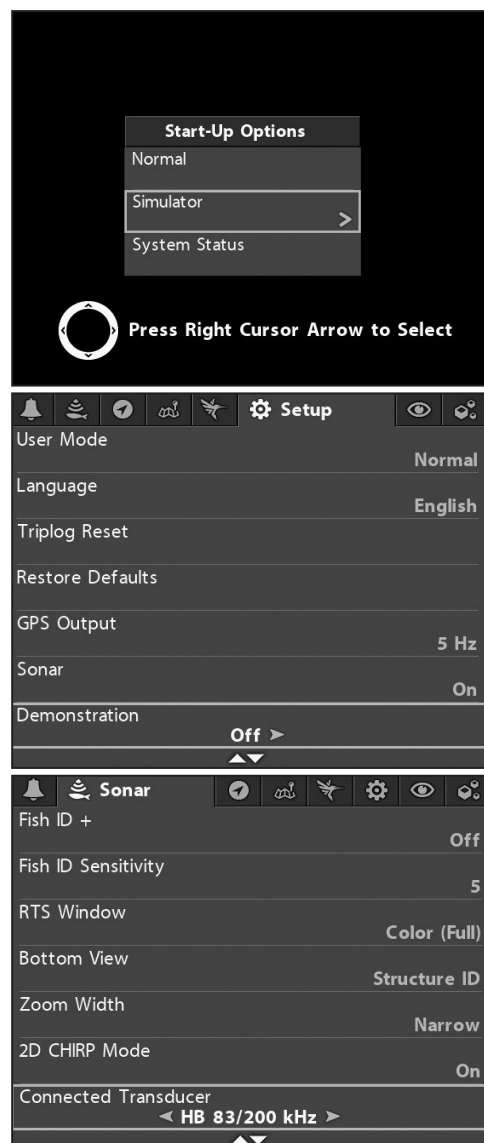 Start-Up Options
Normal
Simulator
>
System Status
Press Right Cursor Arrow to Select
Setup
User Mode
Normal
Language
English
Triplog Reset
Restore Defaults
GPS Output
5 Hz
Sonar
On
Demonstration
Off
Sonar
Fish ID +
Off
Fish ID Sensitivity
5
RTS Window
Color (Full)
Bottom View
Structure ID
Zoom Width
Narrow
2D CHIRP Mode
On
Connected Transducer
HB 83/200 kHz